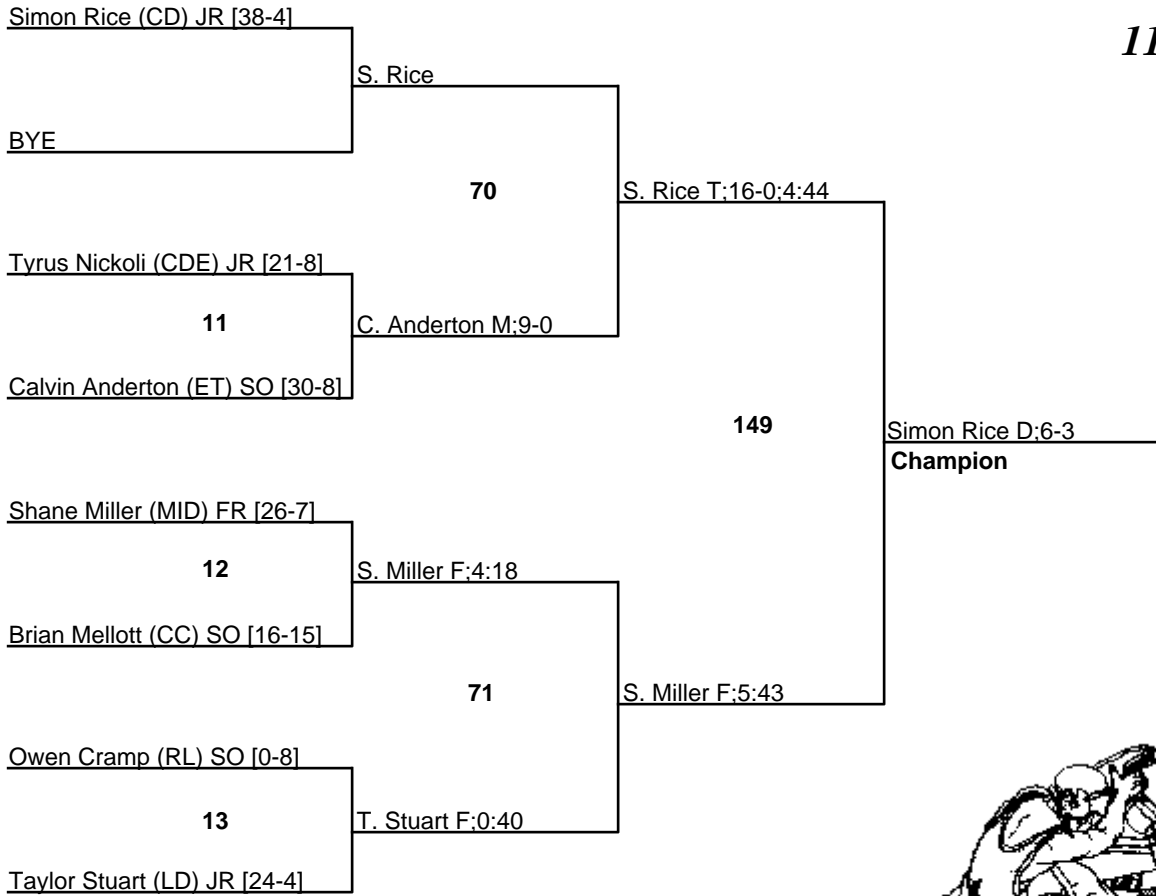 Simon Rice (CD) JR [38-4]
11
S. Rice
BYE
70
S. Rice T;16-0;4:44
Tyrus Nickoli (CDE) JR [21-8]
11
C. Anderton M;9-0
Calvin Anderton (ET) SO [30-8]
149
Simon Rice D;6-3
Champion
Shane Miller (MID) FR [26-7]
12
S. Miller F;4:18
Brian Mellott (CC) SO [16-15]
71
S. Miller F;5:43
Owen Cramp (RL) SO [0-8]
13
T. Stuart F;0:40
Taylor Stuart (LD) JR [24-4]